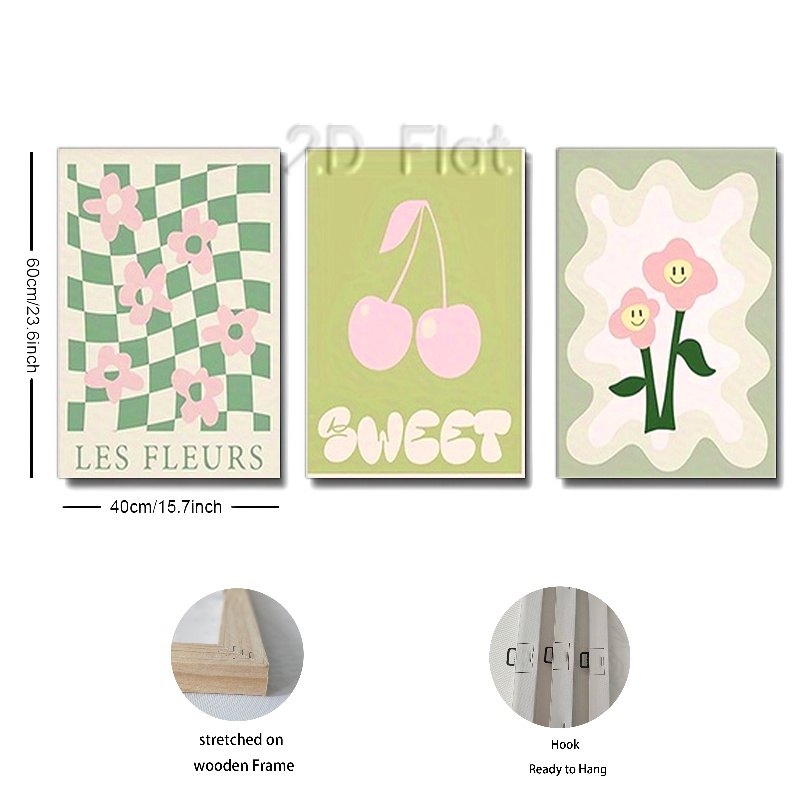 2D Flat
60cm/23.6inch
LES FLEURS
SWEET
40cm/15.7inch
stretched on
wooden Frame
Hook
Ready to Hang